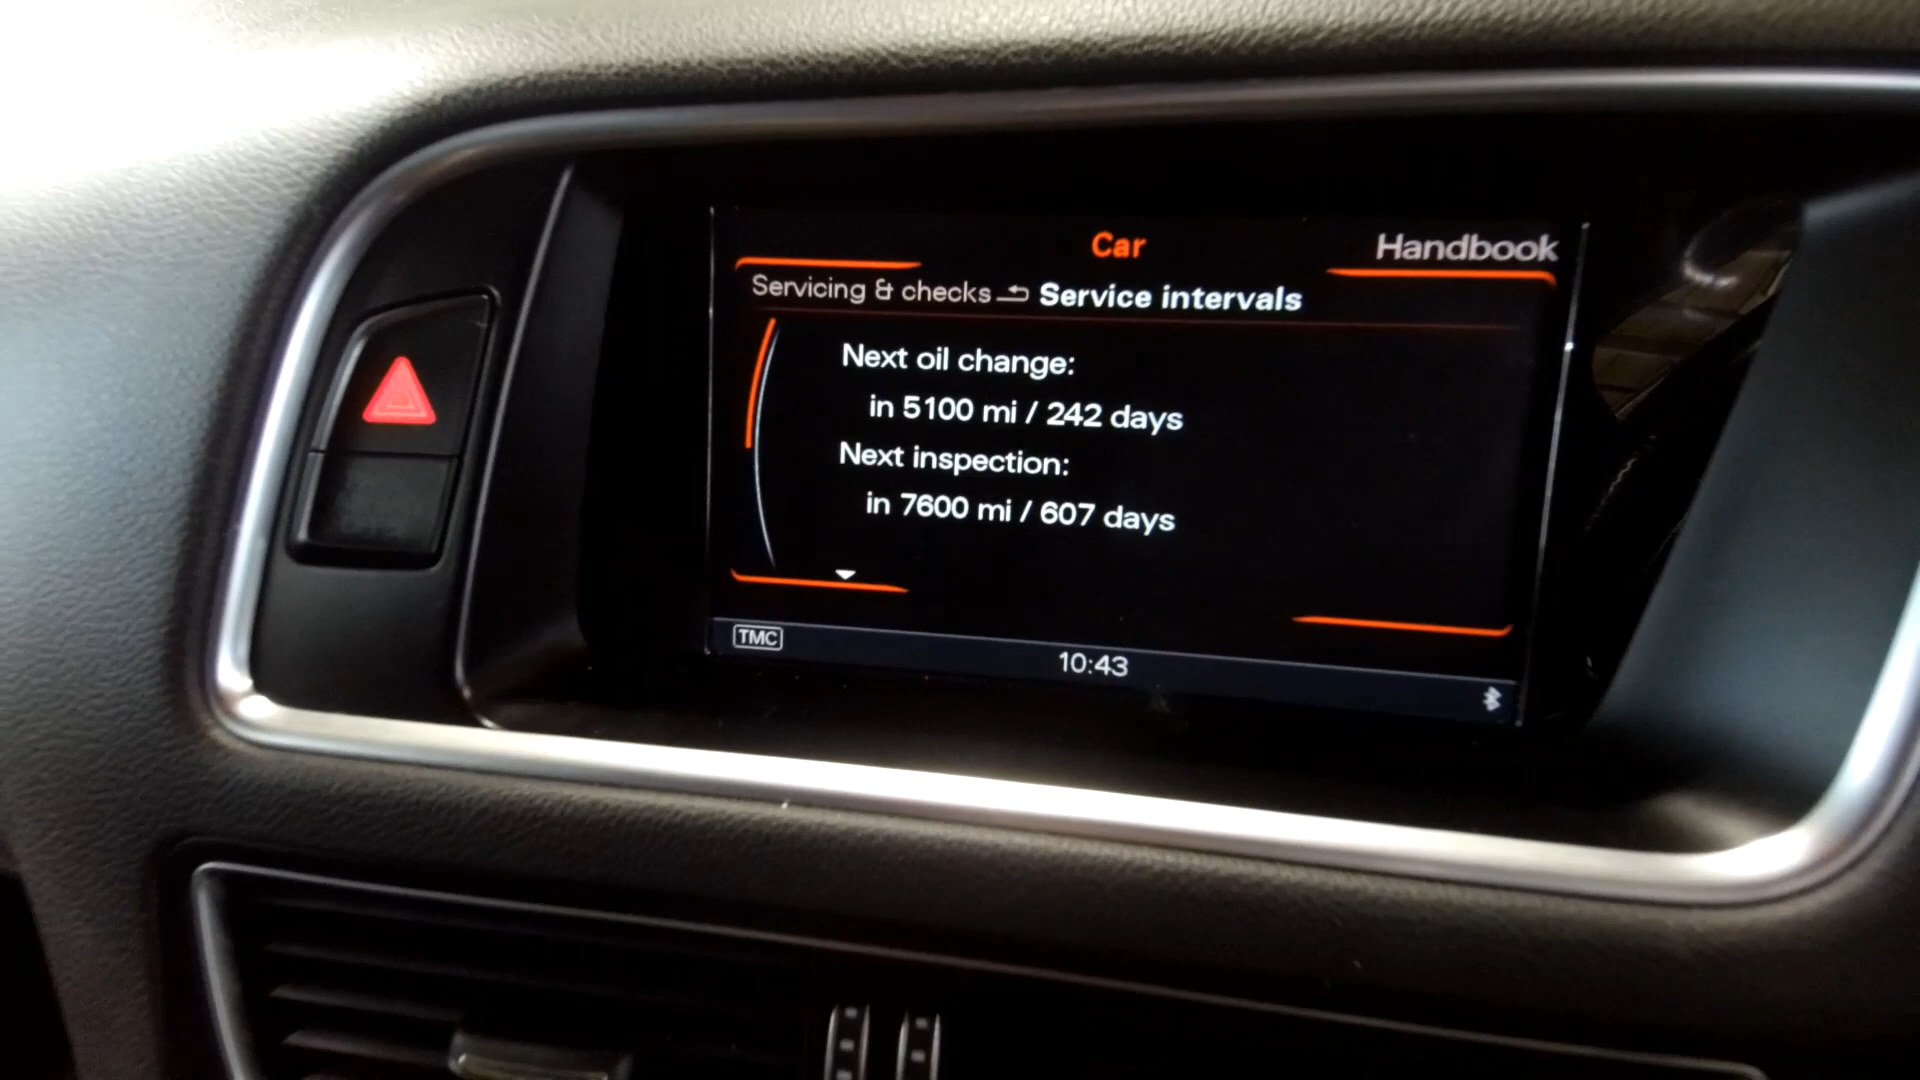 Car
Handbook
Servicing & checks Service intervals
Next oil change:
in 5100 mi / 242 days
Next inspection:
in 7600 mi / 607 days
TMC
10:43